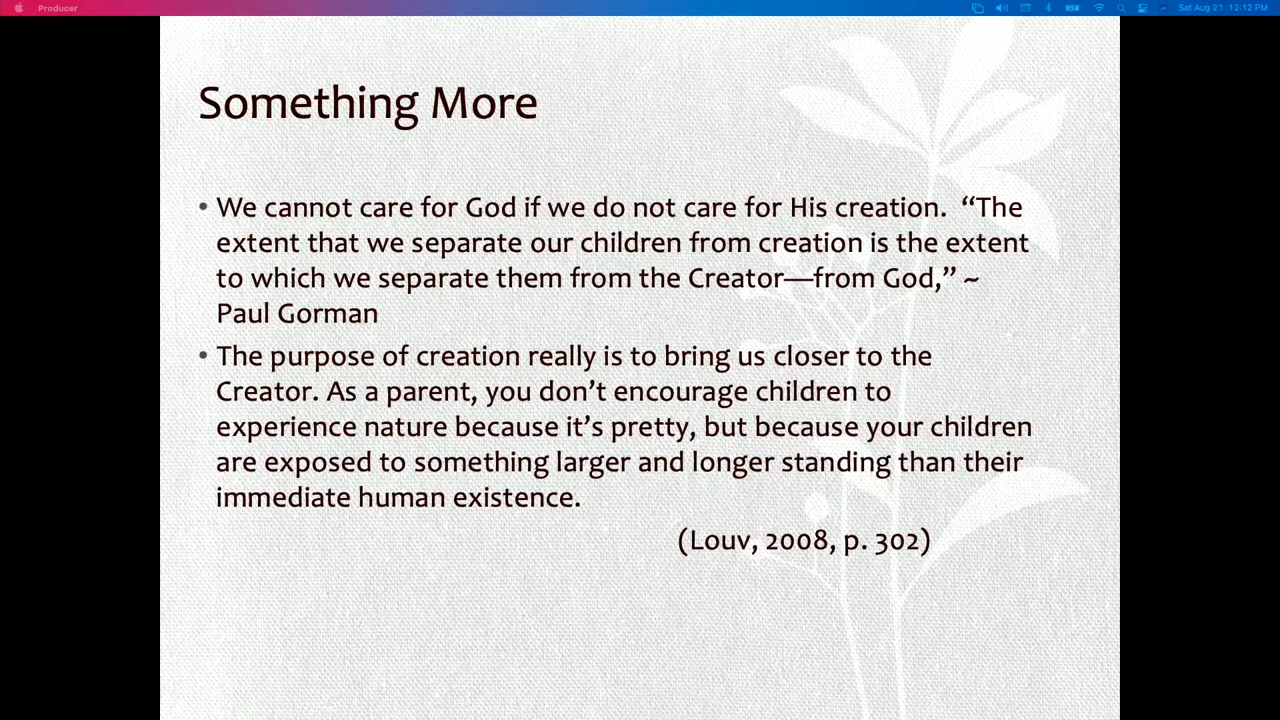 Producer
Sat Aug 21 12:12 PM
Something More
• We cannot care for God if we do not care for His creation.  “The
extent that we separate our children from creation is the extent
to which we separate them from the Creator—from God,” ~
Paul Gorman
• The purpose of creation really is to bring us closer to the
Creator. As a parent, you don’t encourage children to
experience nature because it’s pretty, but because your children
are exposed to something larger and longer standing than their
immediate human existence.
(Louv, 2008, p. 302)